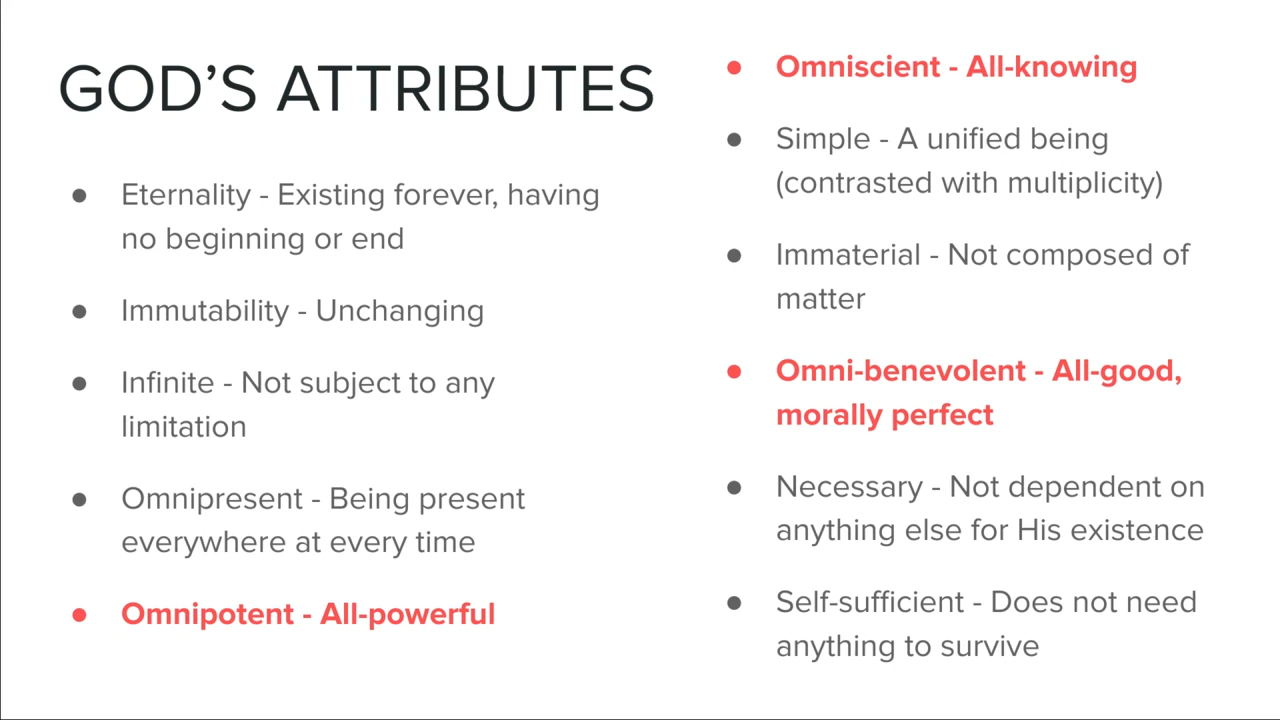 GOD’S ATTRIBUTES
● Eternality - Existing forever, having
no beginning or end
● Immutability - Unchanging
● Infinite - Not subject to any
limitation
● Omnipresent - Being present
everywhere at every time
● Omnipotent - All-powerful
● Omniscient - All-knowing
● Simple - A unified being
(contrasted with multiplicity)
● Immaterial - Not composed of
matter
● Omni-benevolent - All-good,
morally perfect
● Necessary - Not dependent on
anything else for His existence
● Self-sufficient - Does not need
anything to survive